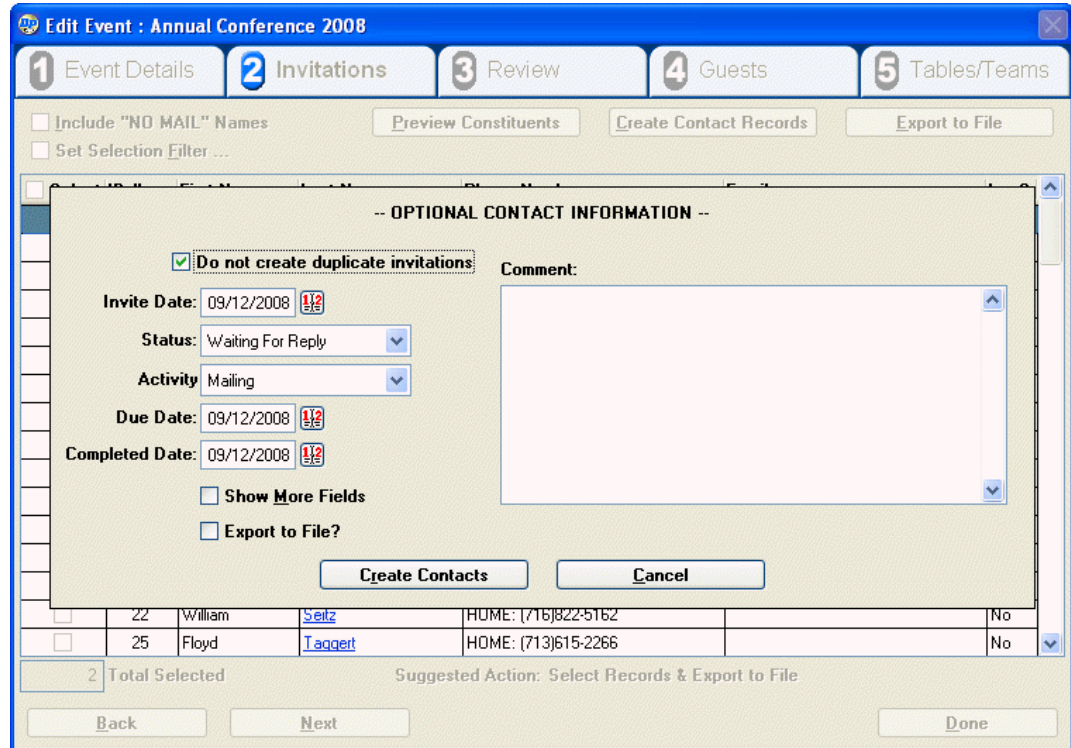 Edit Event : Annual Conference 2008
1 Event Details 2 Invitations 3 Review 4 Guests 5 Tables/Teams
Include "NO MAIL" Names Preview Constituents Create Contact Records Export to File
Set Selection Filter ...
-- OPTIONAL CONTACT INFORMATION --
Do not create duplicate invitations
Comment:
Invite Date: 09/12/2008
Status: Waiting For Reply
Activity Mailing
Due Date: 09/12/2008
Completed Date: 09/12/2008
Show More Fields
Export to File?
Create Contacts Cancel
22 William Seitz HOME: (716)822-5162 No
25 Floyd Taggert HOME: (713)615-2266 No
2 Total Selected Suggested Action: Select Records & Export to File
Back Next Done